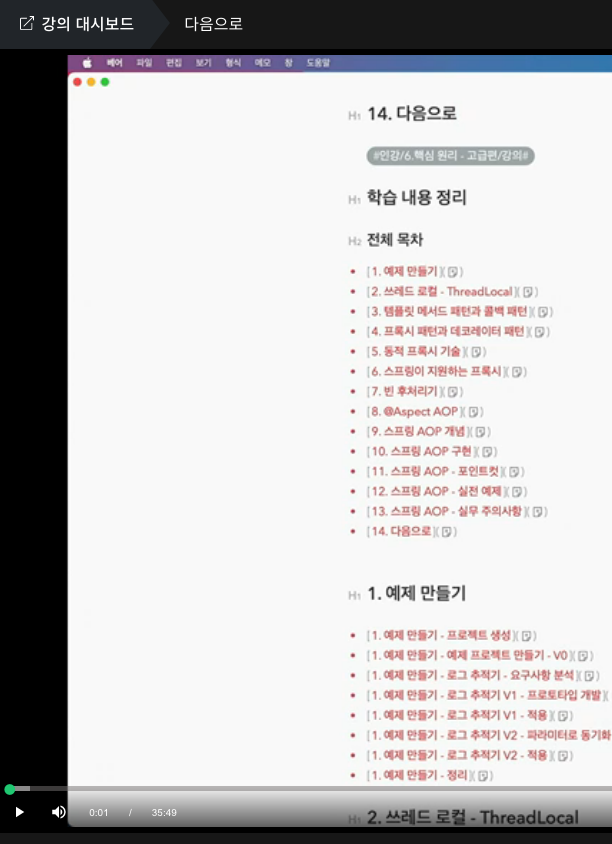 강의 대시보드 다음으로
베어 파일 편집 보기 형식 메모 창 도움말
H1 14. 다음으로
#인강/6.핵심 원리 - 고급편/강의#
H1 학습 내용 정리
H2 전체 목차
• [1. 예제 만들기]( )
• [2. 쓰레드 로컬 - ThreadLocal]( )
• [3. 템플릿 메서드 패턴과 콜백 패턴]( )
• [4. 프록시 패턴과 데코레이터 패턴]( )
• [5. 동적 프록시 기술]( )
• [6. 스프링이 지원하는 프록시]( )
• [7. 빈 후처리기]( )
• [8. @Aspect AOP]( )
• [9. 스프링 AOP 개념]( )
• [10. 스프링 AOP 구현]( )
• [11. 스프링 AOP - 포인트컷]( )
• [12. 스프링 AOP - 실전 예제]( )
• [13. 스프링 AOP - 실무 주의사항]( )
• [14. 다음으로]( )
H1 1. 예제 만들기
• [1. 예제 만들기 - 프로젝트 생성]( )
• [1. 예제 만들기 - 예제 프로젝트 만들기 - V0]( )
• [1. 예제 만들기 - 로그 추적기 - 요구사항 분석]( )
• [1. 예제 만들기 - 로그 추적기 V1 - 프로토타입 개발](
• [1. 예제 만들기 - 로그 추적기 V1 - 적용]( )
• [1. 예제 만들기 - 로그 추적기 V2 - 파라미터로 동기화
• [1. 예제 만들기 - 로그 추적기 V2 - 적용]( )
• [1. 예제 만들기 - 정리]( )
0:01 / 35:49
H1 2. 쓰레드 로컬 - ThreadLocal